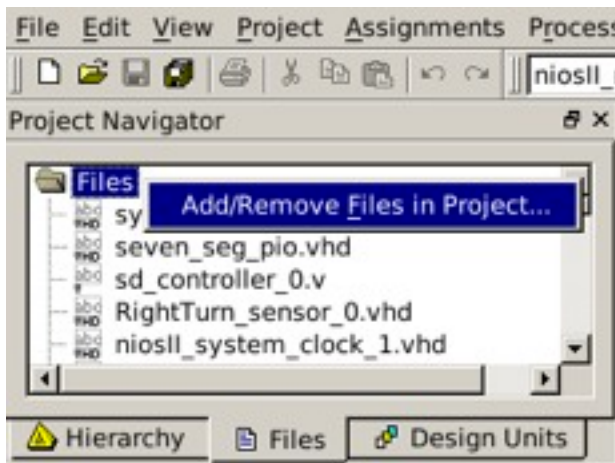 File Edit View Project Assignments Process
niosII_
Project Navigator
Files
Add/Remove Files in Project...
sy
seven_seg_pio.vhd
sd_controller_0.v
RightTurn_sensor_0.vhd
niosII_system_clock_1.vhd
Hierarchy Files Design Units